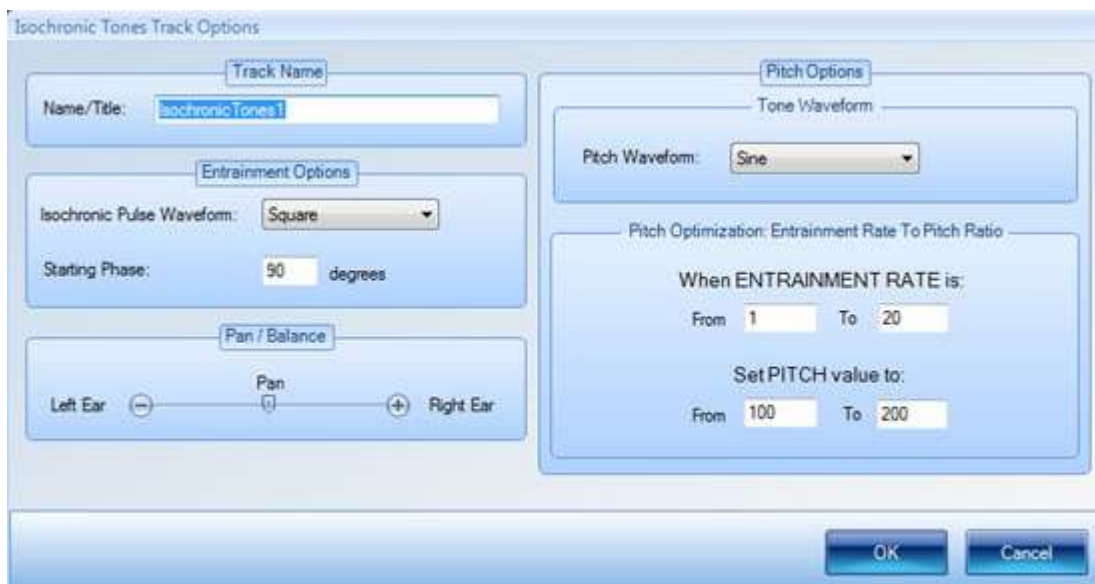 Isochronic Tones Track Options
Track Name
Name/Title: IsochronicTones1
Entrainment Options
Isochronic Pulse Waveform: Square
Starting Phase: 90 degrees
Pan / Balance
Pan
Left Ear Right Ear
Pitch Options
Tone Waveform
Pitch Waveform: Sine
Pitch Optimization: Entrainment Rate To Pitch Ratio
When ENTRAINMENT RATE is:
From 1 To 20
Set PITCH value to:
From 100 To 200
OK Cancel